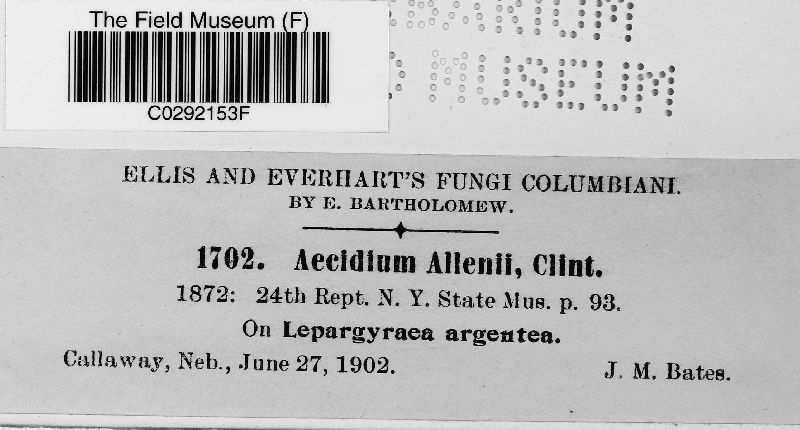 The Field Museum (F)
C0292153F
MUSEUM
ELLIS AND EVERHART'S FUNGI COLUMBIANI.
BY E. BARTHOLOMEW.
1702. Aecidium Allenii, Clint.
1872: 24th Rept. N. Y. State Mus. p. 93.
On Lepargyraea argentea.
Callaway, Neb., June 27, 1902. J. M. Bates.